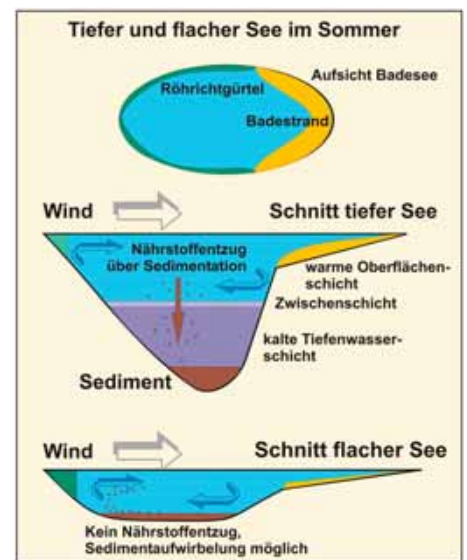 Tiefer und flacher See im Sommer
Aufsicht Badesee
Röhrichtgürtel
Badestrand
Wind
Schnitt tiefer See
Nährstoffentzug
über Sedimentation
warme Oberflächen-
schicht
Zwischenschicht
kalte Tiefenwasser-
schicht
Sediment
Wind
Schnitt flacher See
Kein Nährstoffentzug,
Sedimentaufwirbelung möglich